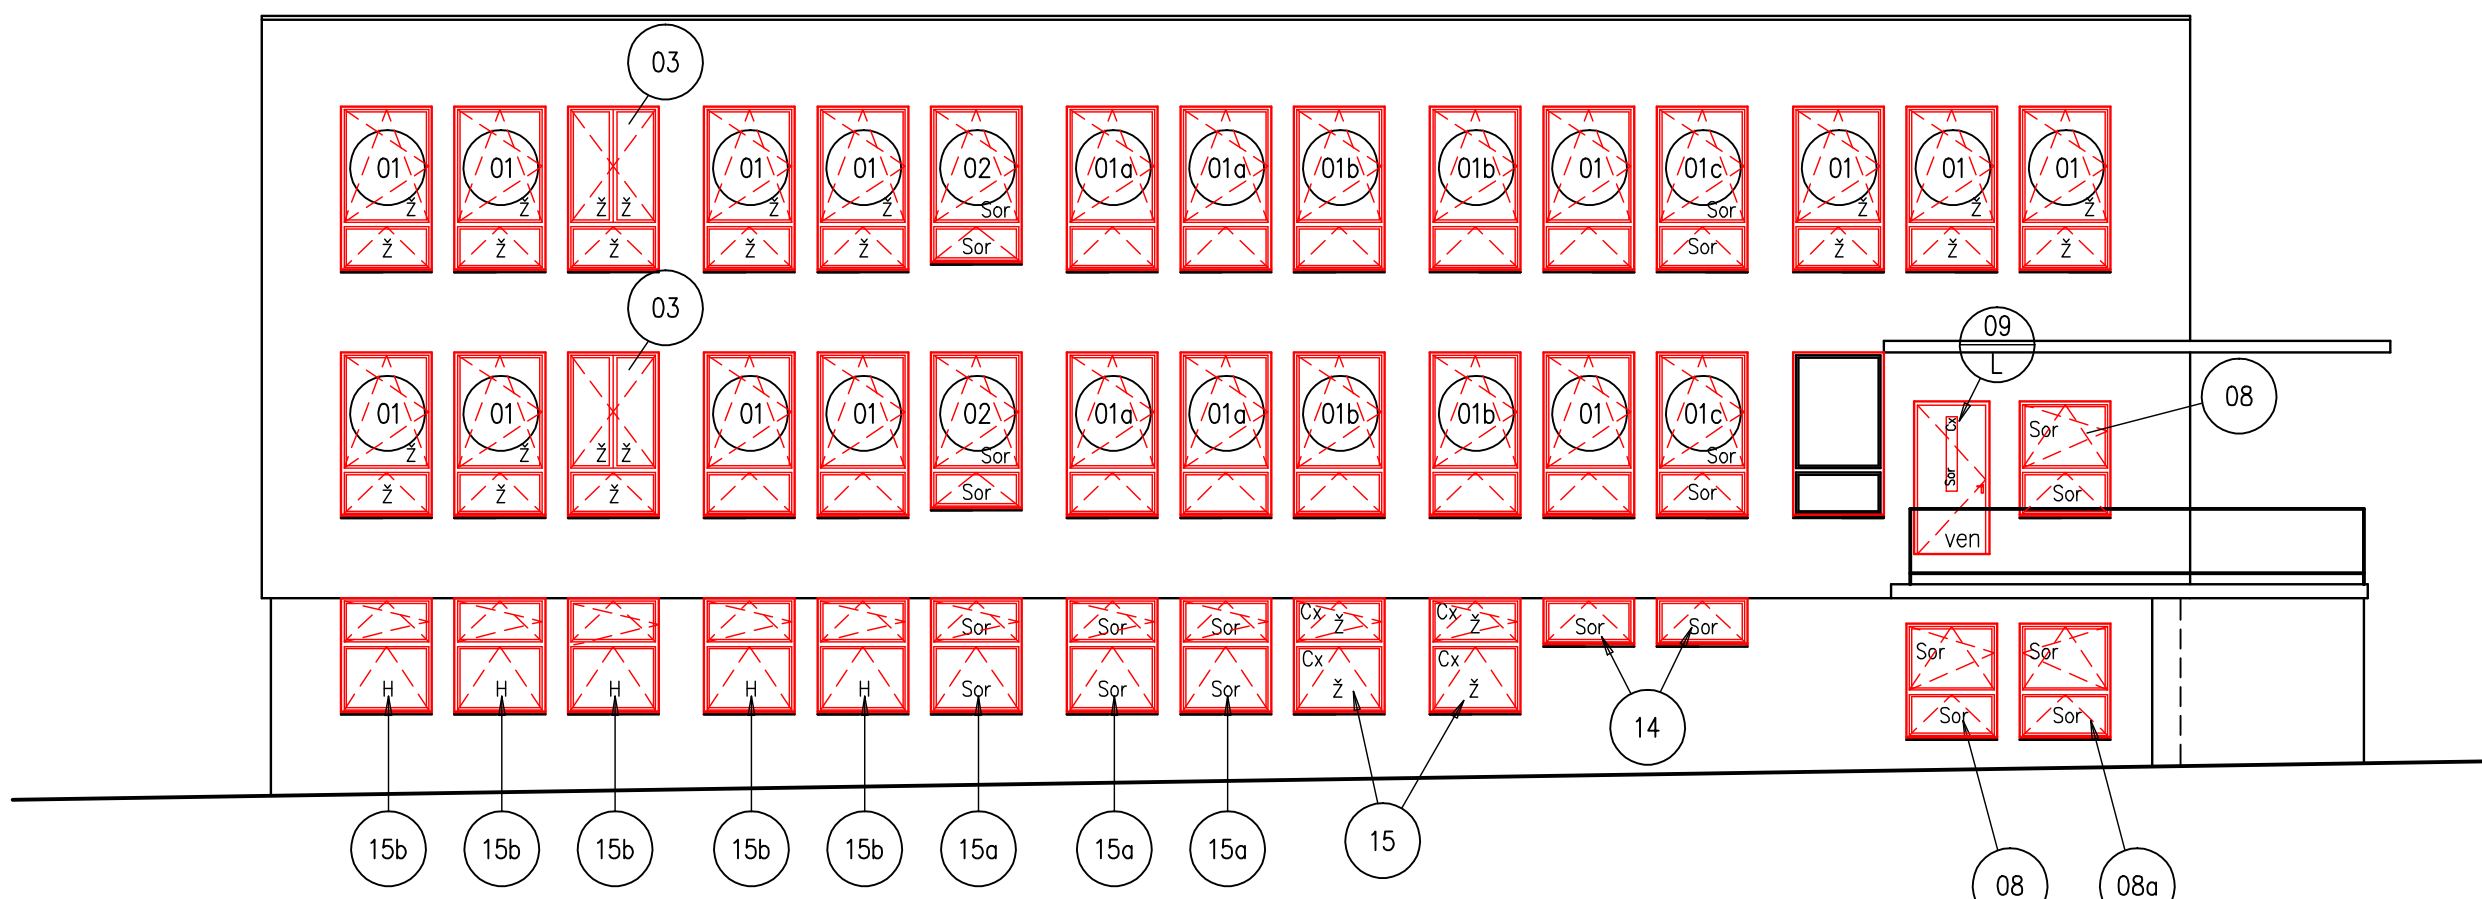 03
01 01 01 01 02 01a 01a 01b 01b 01 01c 01 01 01
Ž Ž Ž Ž Ž Ž Sor Sor Ž Ž Ž
Ž Ž Ž Ž Ž Sor Sor Ž Ž Ž
03
09
L
08
01 01 01 01 02 01a 01a 01b 01b 01 01c
Cx Sor
Ž Ž Ž Ž Sor Sor
Sor
Ž Ž Ž Sor Sor Sor
ven
Cx Cx
Sor Sor Sor Ž Ž Sor Sor
Sor Sor
Cx Cx
H H H H H Sor Sor Sor Ž Ž
Sor Sor
14
15b 15b 15b 15b 15b 15a 15a 15a 15
08 08a